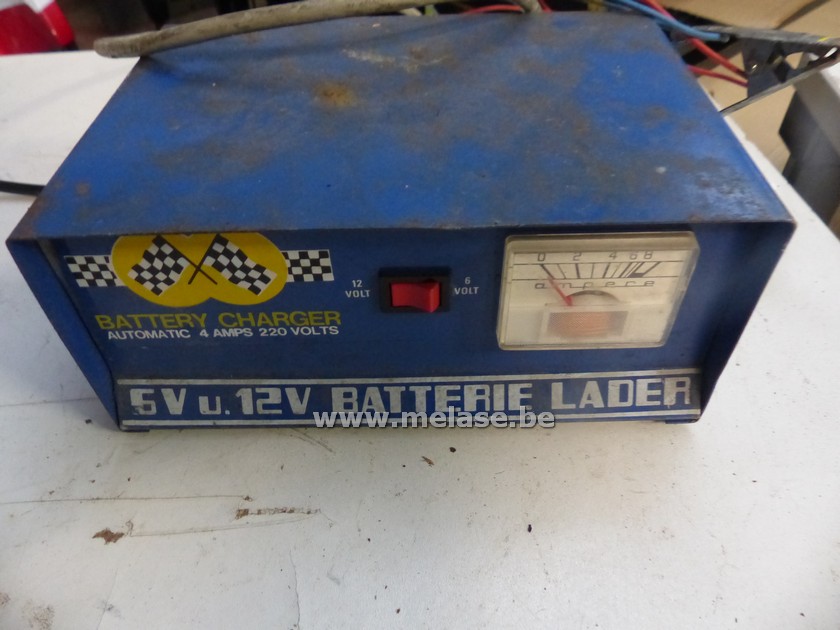 0 2 4 6 8
ampere
12 VOLT
6 VOLT
BATTERY CHARGER
AUTOMATIC 4 AMPS 220 VOLTS
6V u. 12V BATTERIE LADER
www.melase.be